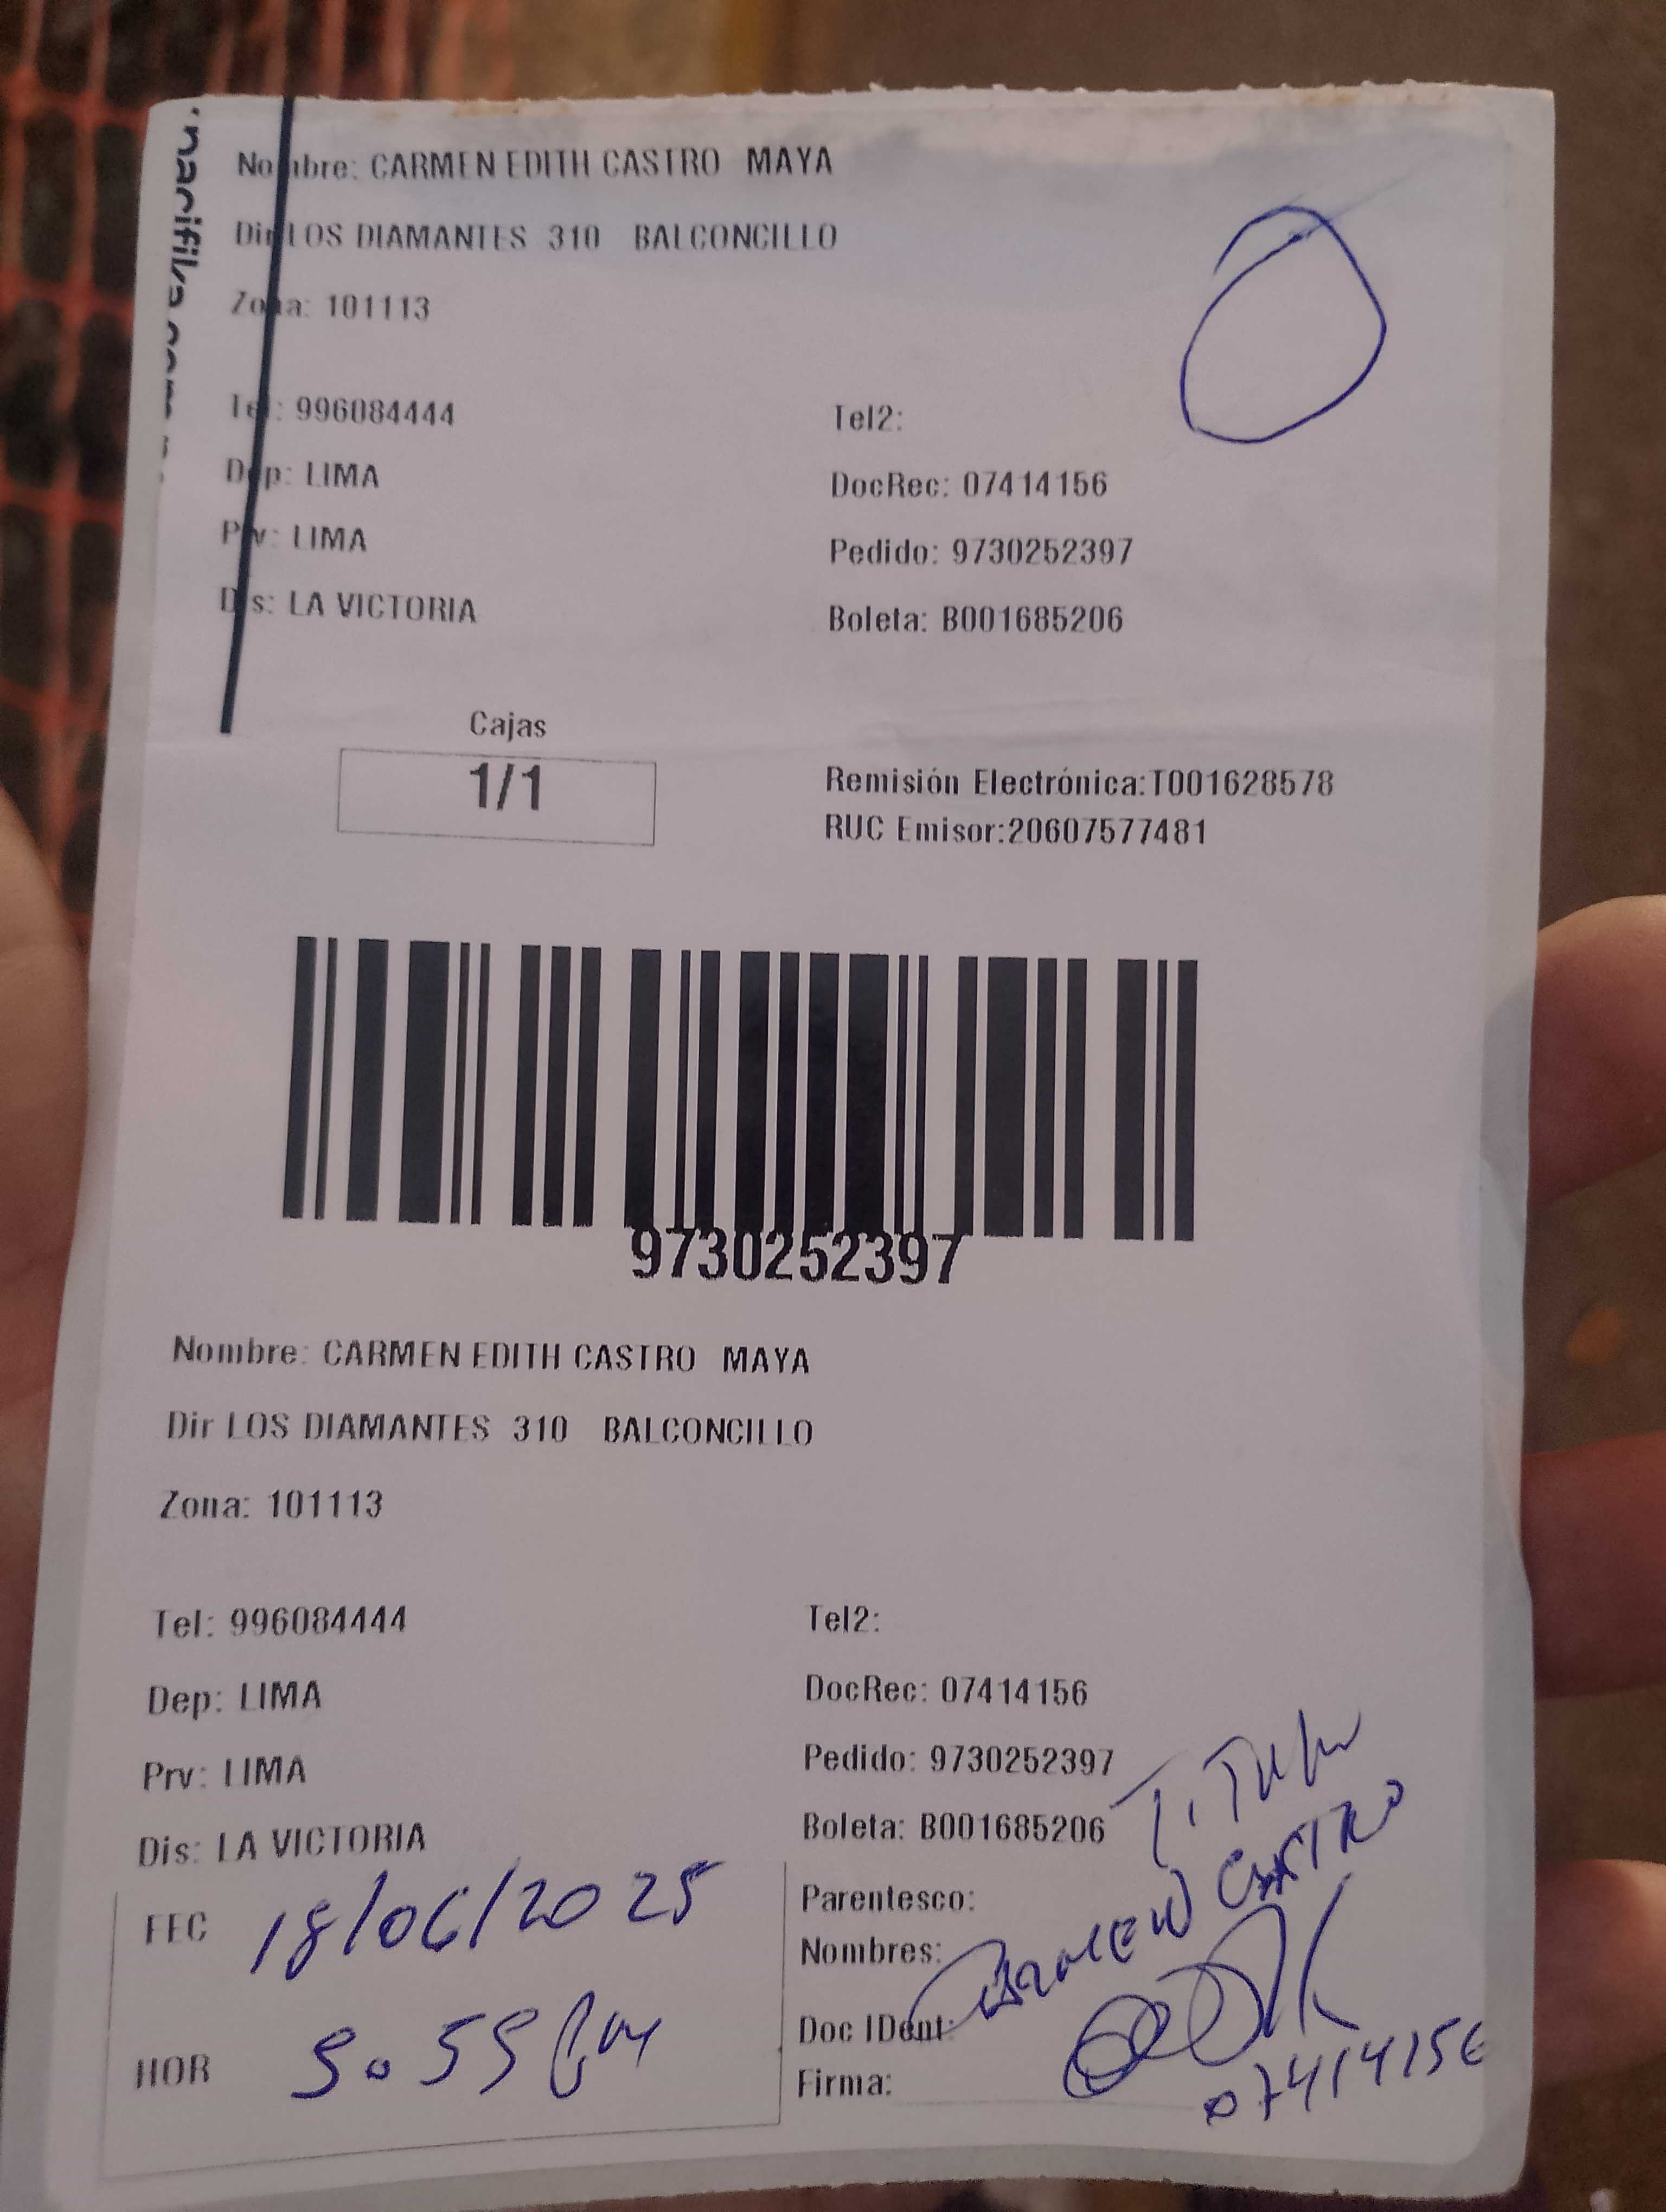 Nombre: CARMEN EDITH CASTRO MAYA
Dir LOS DIAMANTES 310 BALCONCILLO
Zona: 101113
Tel: 996084444 Tel2:
Dep: LIMA DocRec: 07414156
Prv: LIMA Pedido: 9730252397
Dis: LA VICTORIA Boleta: B001685206
Cajas
1/1
Remisión Electrónica:T001628578
RUC Emisor:20607577481
9730252397
Nombre: CARMEN EDITH CASTRO MAYA
Dir LOS DIAMANTES 310 BALCONCILLO
Zona: 101113
Tel: 996084444 Tel2:
Dep: LIMA DocRec: 07414156
Prv: LIMA Pedido: 9730252397
Dis: LA VICTORIA Boleta: B001685206
FEC 18/06/2025
HOR
Parentesco:
Nombres: CARMEN CASTRO
Doc IDent:
Firma: 07414156